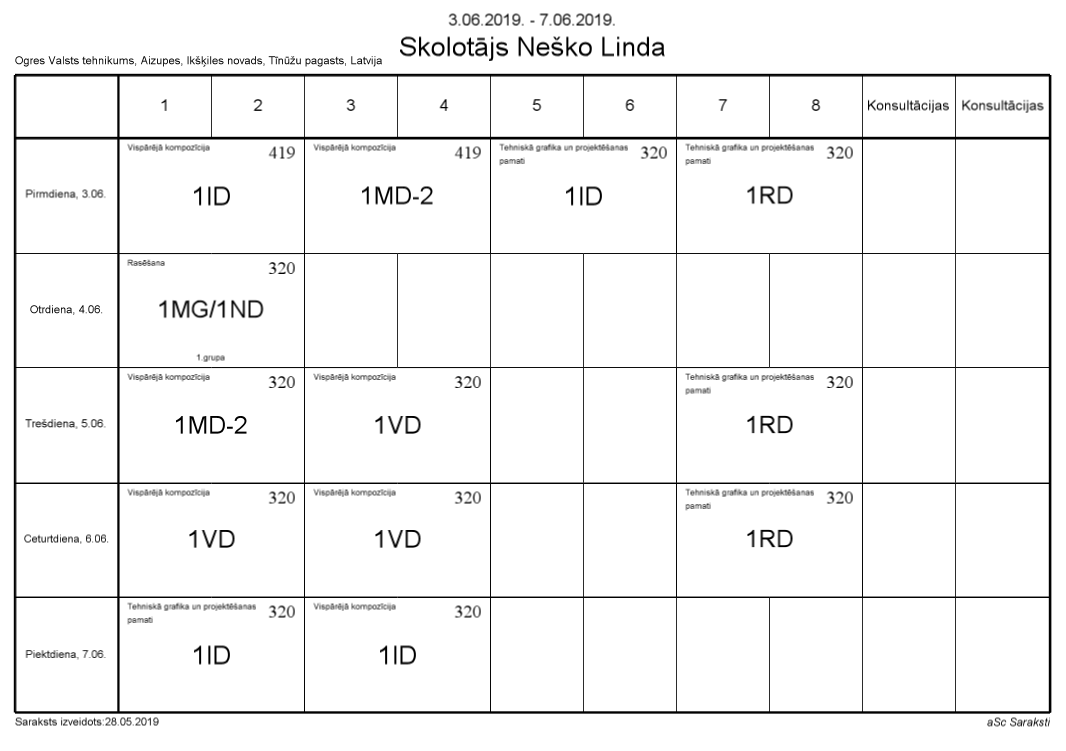 3.06.2019. - 7.06.2019.
Skolotājs Neško Linda
Ogres Valsts tehnikums, Aizupes, Ikšķiles novads, Tīnūžu pagasts, Latvija
1 2 3 4 5 6 7 8 Konsultācijas Konsultācijas
Pirmdiena, 3.06.
Vispārējā kompozīcija 419
1ID
Vispārējā kompozīcija 419
1MD-2
Tehniskā grafika un projektēšanas 320
pamati
1ID
Tehniskā grafika un projektēšanas 320
pamati
1RD
Otrdiena, 4.06.
Rasēšana 320
1MG/1ND
1.grupa
Trešdiena, 5.06.
Vispārējā kompozīcija 320
1MD-2
Vispārējā kompozīcija 320
1VD
Tehniskā grafika un projektēšanas 320
pamati
1RD
Ceturtdiena, 6.06.
Vispārējā kompozīcija 320
1VD
Vispārējā kompozīcija 320
1VD
Tehniskā grafika un projektēšanas 320
pamati
1RD
Piektdiena, 7.06.
Tehniskā grafika un projektēšanas 320
pamati
1ID
Vispārējā kompozīcija 320
1ID
Saraksts izveidots:28.05.2019
aSc Saraksti